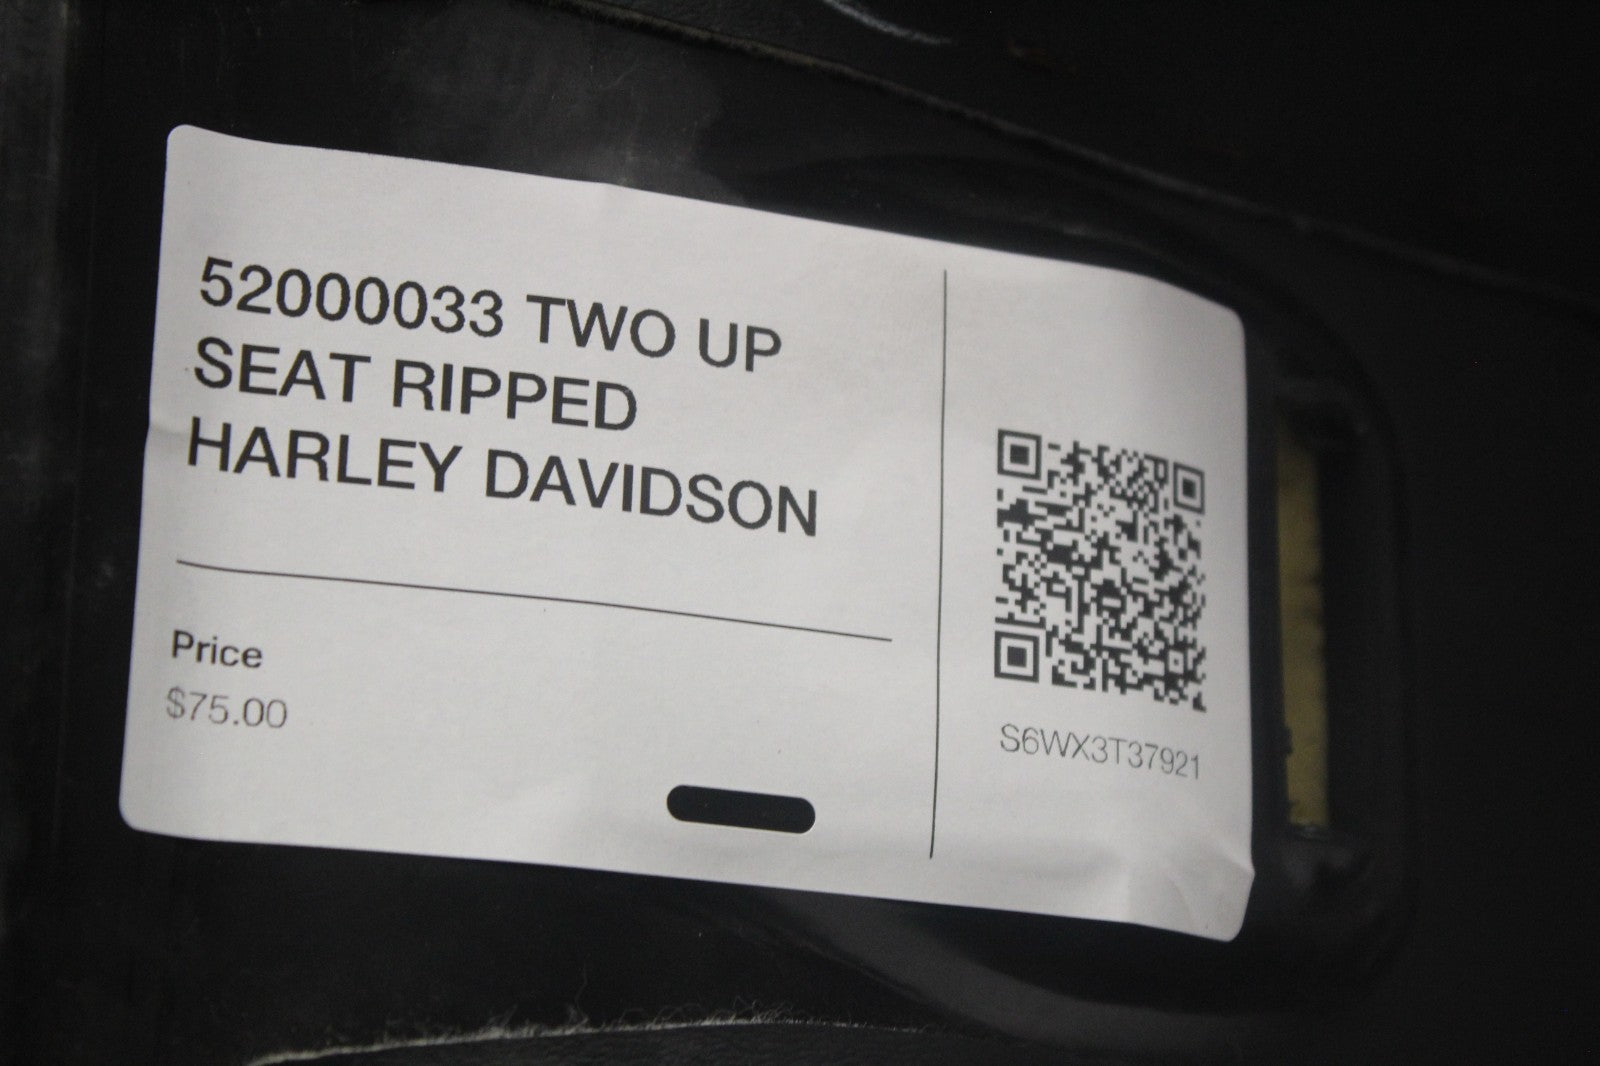 52000033 TWO UP
SEAT RIPPED
HARLEY DAVIDSON
Price
$75.00
S6WX3T37921